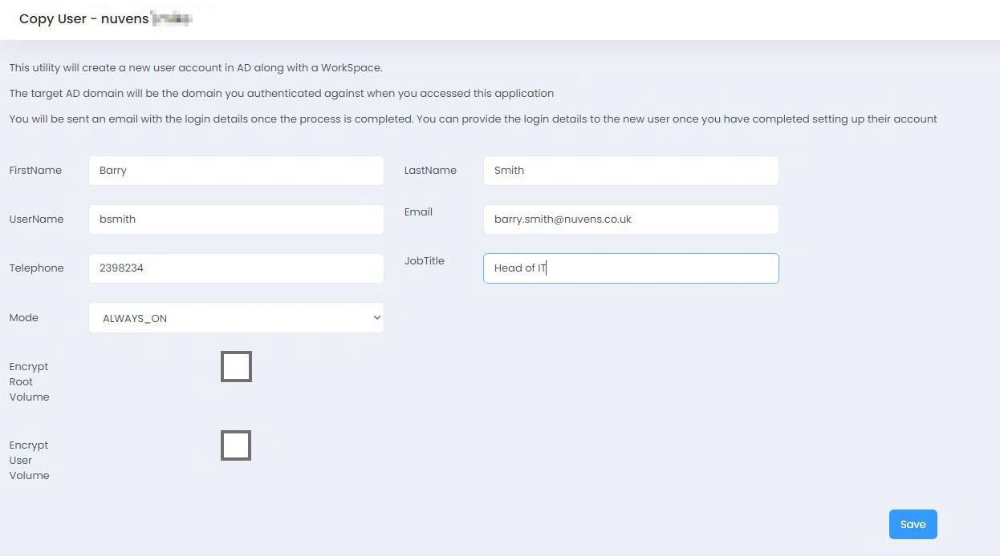 Copy User - nuvens
This utility will create a new user account in AD along with a WorkSpace.
The target AD domain will be the domain you authenticated against when you accessed this application
You will be sent an email with the login details once the process is completed. You can provide the login details to the new user once you have completed setting up their account
FirstName Barry LastName Smith
UserName bsmith Email barry.smith@nuvens.co.uk
Telephone 2398234 JobTitle Head of IT
Mode ALWAYS_ON
Encrypt
Root
Volume
Encrypt
User
Volume
Save